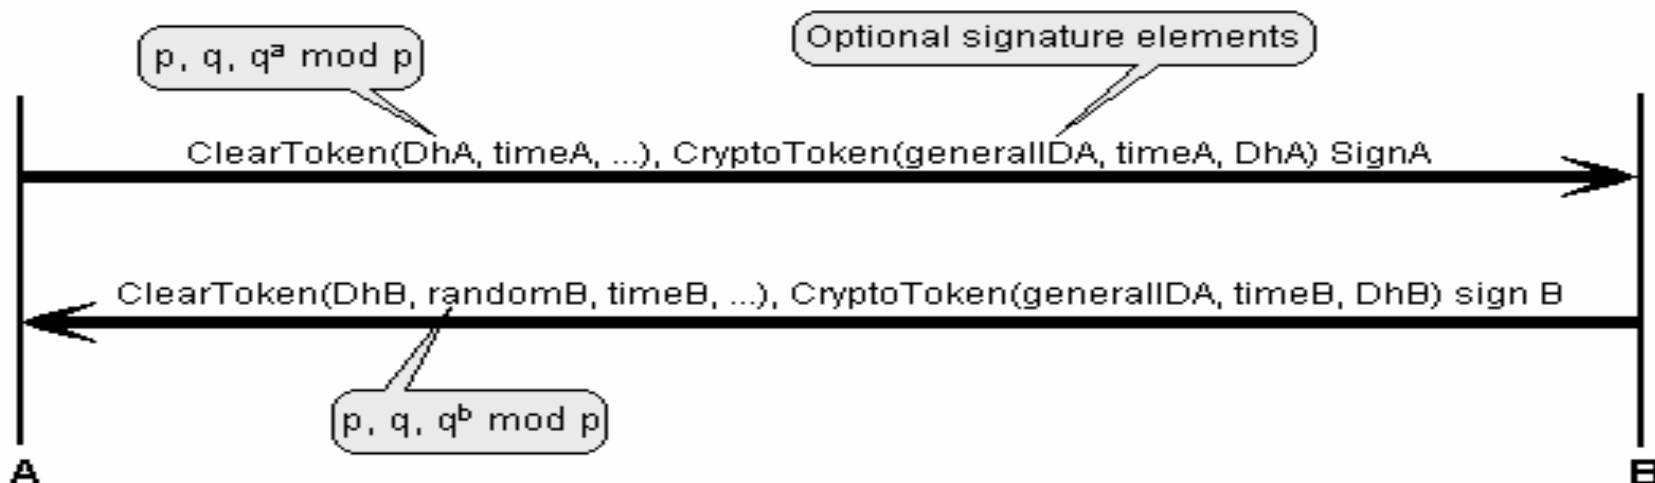 p, q, qᵃ mod p
Optional signature elements
ClearToken(DhA, timeA, ...), CryptoToken(generalIDA, timeA, DhA) SignA
ClearToken(DhB, randomB, timeB, ...), CryptoToken(generalIDA, timeB, DhB) sign B
p, q, qᵇ mod p
A
B